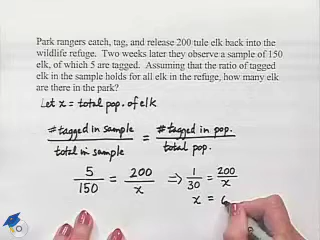 Park rangers catch, tag, and release 200 tule elk back into the
wildlife refuge. Two weeks later they observe a sample of 150
elk, of which 5 are tagged. Assuming that the ratio of tagged
elk in the sample holds for all elk in the refuge, how many elk
are there in the park?
Let x = total pop. of elk
# tagged in sample / total in sample = # tagged in pop. / total pop.
5/150 = 200/x ⇒ 1/30 = 200/x
x = 6